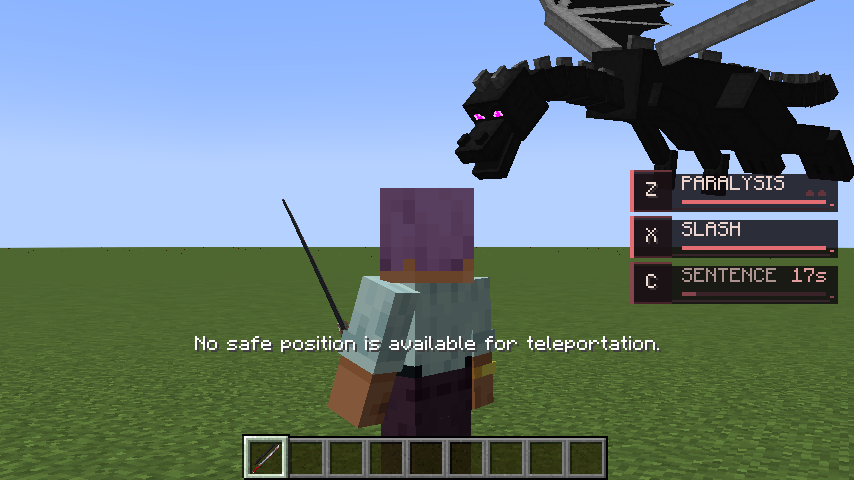 Z PARALYSIS
X SLASH
C SENTENCE 17s
No safe position is available for teleportation.